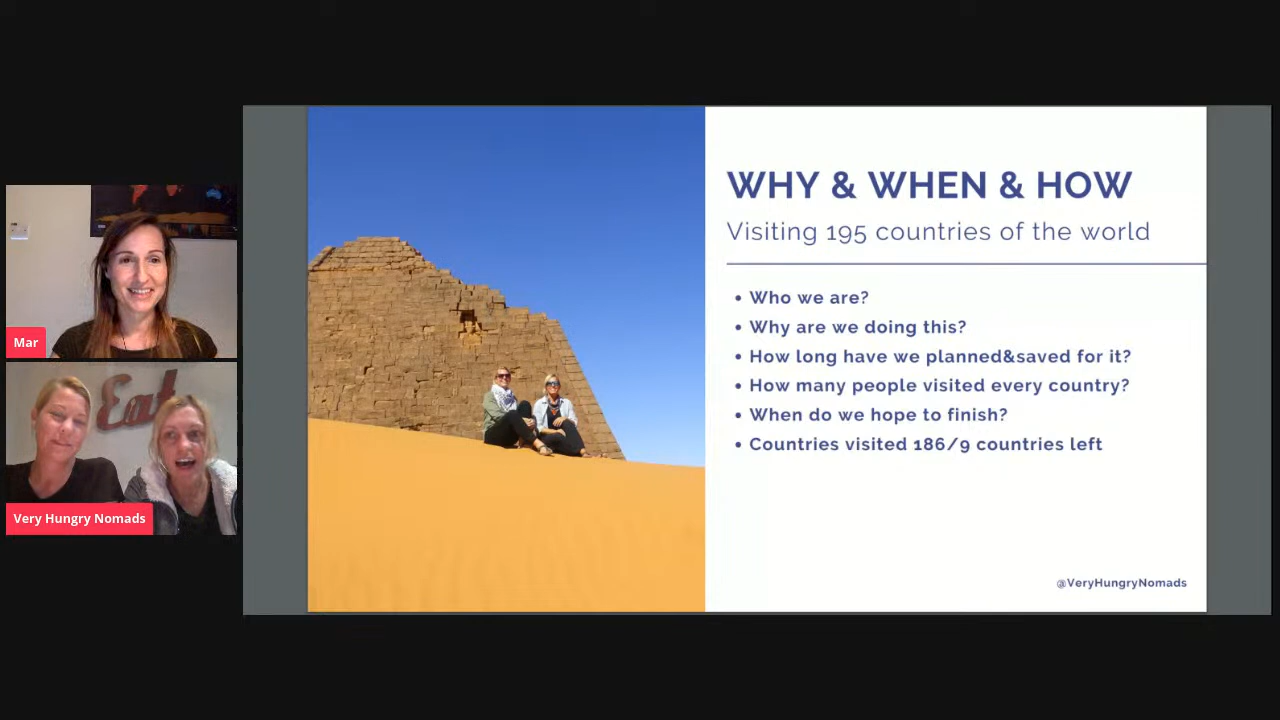 Mar
Eat
Very Hungry Nomads
WHY & WHEN & HOW
Visiting 195 countries of the world
• Who we are?
• Why are we doing this?
• How long have we planned&saved for it?
• How many people visited every country?
• When do we hope to finish?
• Countries visited 186/9 countries left
@VeryHungryNomads